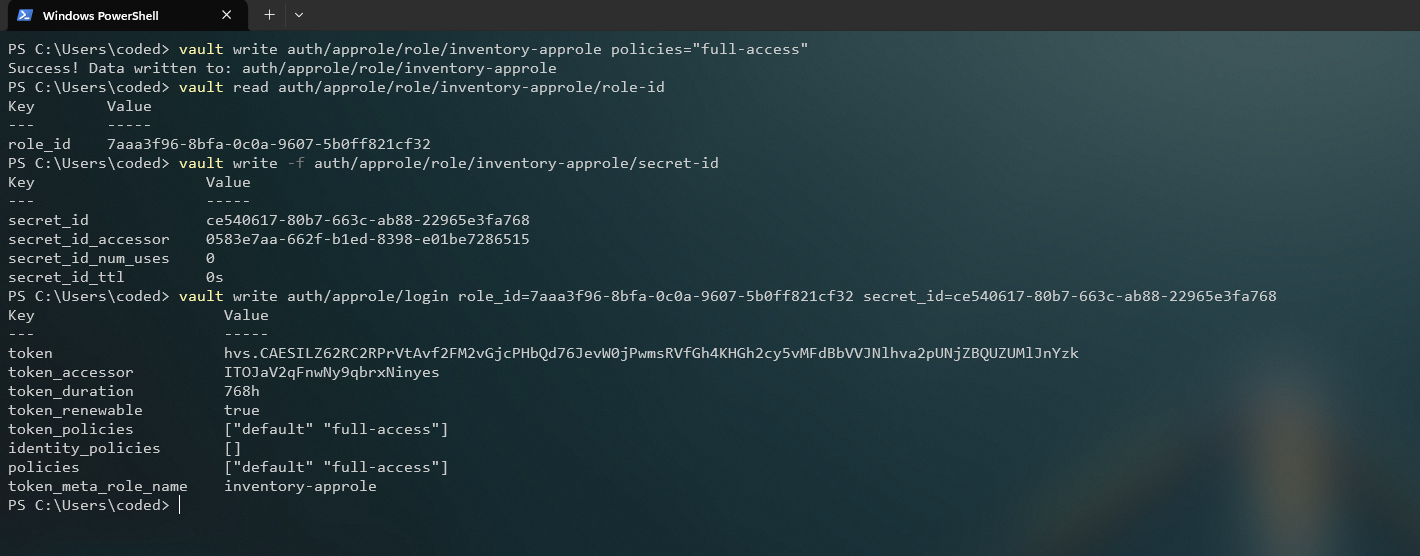 Windows PowerShell
PS C:\Users\coded> vault write auth/approle/role/inventory-approle policies="full-access"
Success! Data written to: auth/approle/role/inventory-approle
PS C:\Users\coded> vault read auth/approle/role/inventory-approle/role-id
Key        Value
---        -----
role_id    7aaa3f96-8bfa-0c0a-9607-5b0ff821cf32
PS C:\Users\coded> vault write -f auth/approle/role/inventory-approle/secret-id
Key                   Value
---                   -----
secret_id             ce540617-80b7-663c-ab88-22965e3fa768
secret_id_accessor    0583e7aa-662f-b1ed-8398-e01be7286515
secret_id_num_uses    0
secret_id_ttl         0s
PS C:\Users\coded> vault write auth/approle/login role_id=7aaa3f96-8bfa-0c0a-9607-5b0ff821cf32 secret_id=ce540617-80b7-663c-ab88-22965e3fa768
Key                     Value
---                     -----
token                   hvs.CAESILZ62RC2RPrVtAvf2FM2vGjcPHbQd76JevW0jPwmsRVfGh4KHGh2cy5vMFdBbVVJNlhva2pUNjZBQUZUMlJnYzk
token_accessor          ITOJaV2qFnwNy9qbrxNinyes
token_duration          768h
token_renewable         true
token_policies          ["default" "full-access"]
identity_policies       []
policies                ["default" "full-access"]
token_meta_role_name    inventory-approle
PS C:\Users\coded>